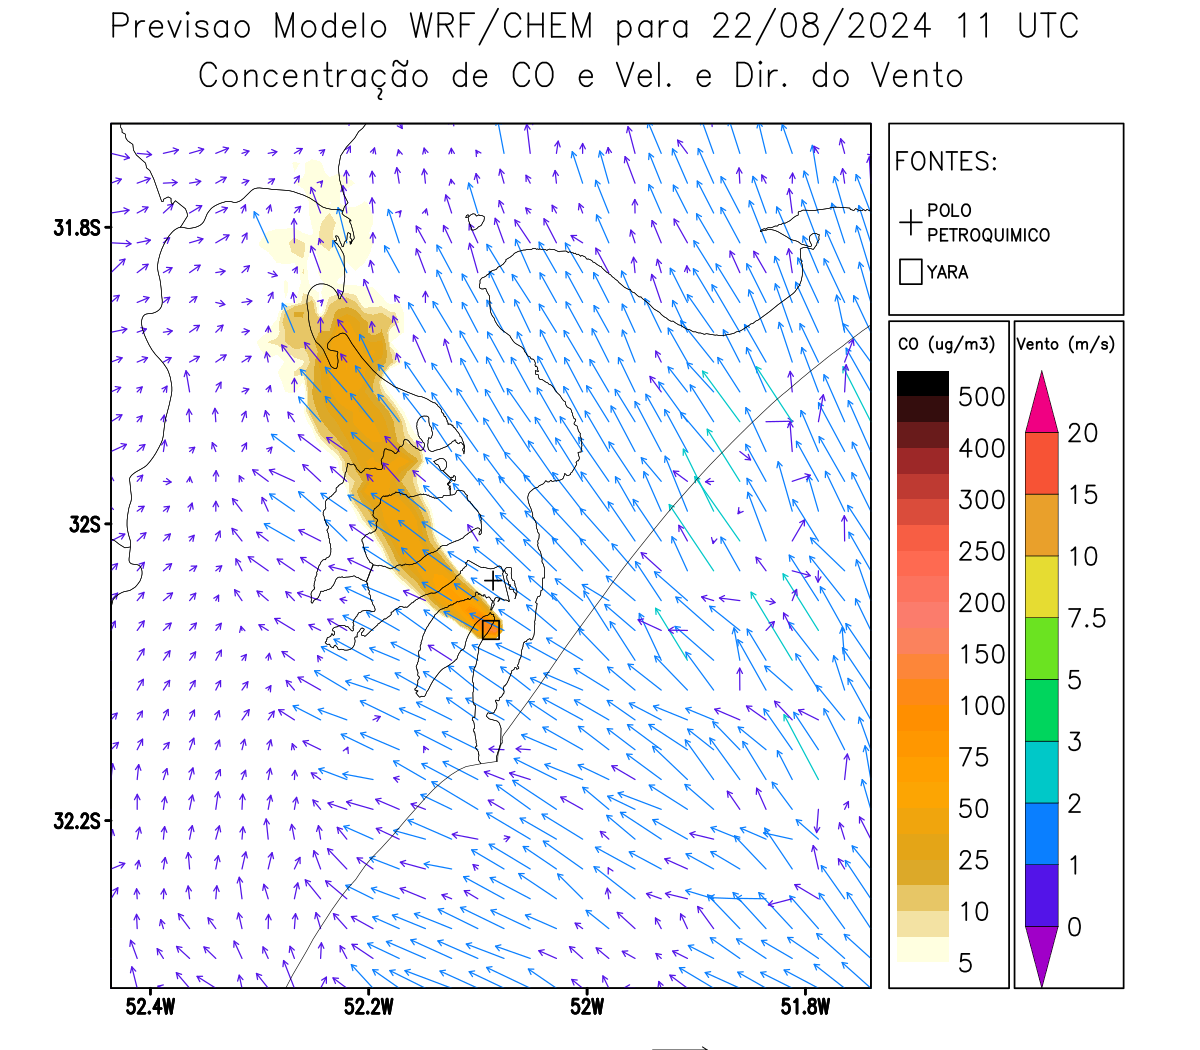 Previsao Modelo WRF/CHEM para 22/08/2024 11 UTC
Concentração de CO e Vel. e Dir. do Vento
FONTES:
POLO
PETROQUIMICO
YARA
CO (ug/m3)
500
400
300
250
200
150
100
75
50
25
10
5
Vento (m/s)
20
15
10
7.5
5
3
2
1
0
31.8S
32S
32.2S
52.4W
52.2W
52W
51.8W